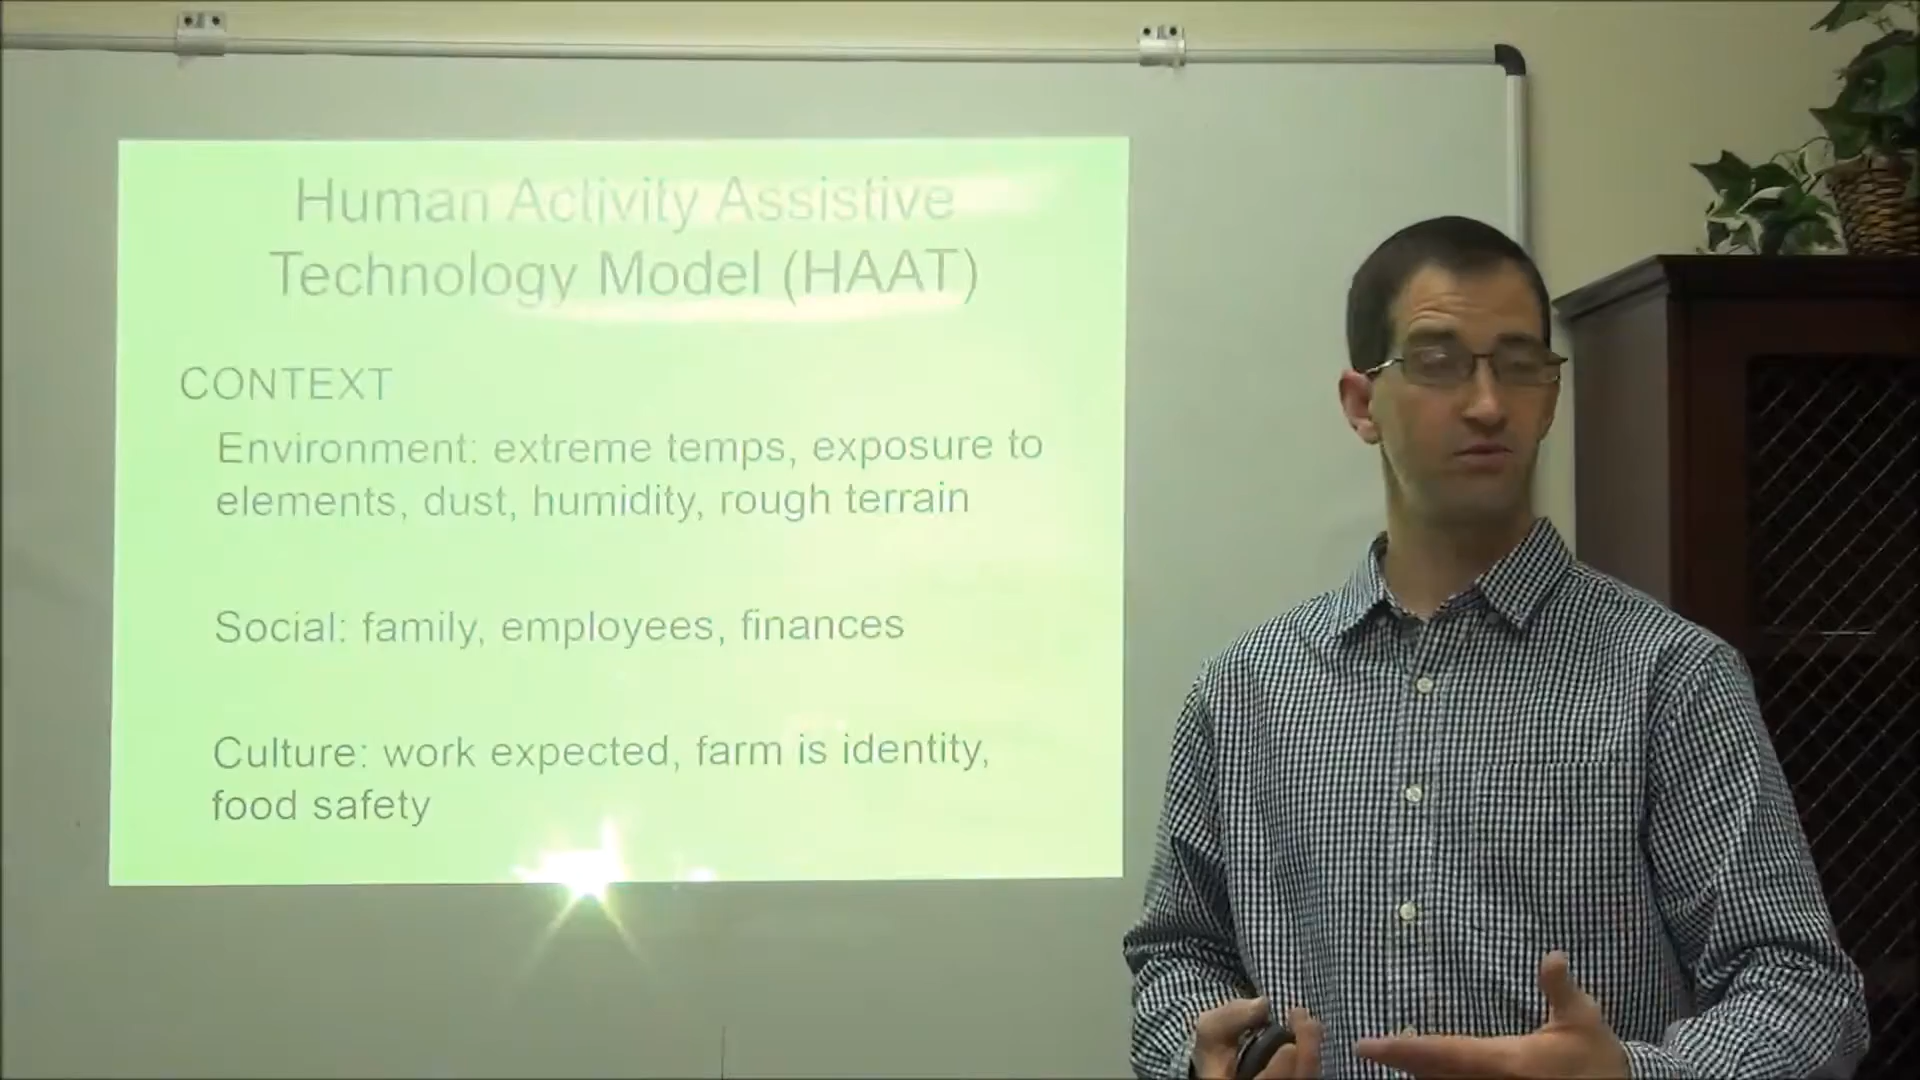 Human Activity Assistive
Technology Model (HAAT)
CONTEXT
Environment: extreme temps, exposure to
elements, dust, humidity, rough terrain
Social: family, employees, finances
Culture: work expected, farm is identity,
food safety